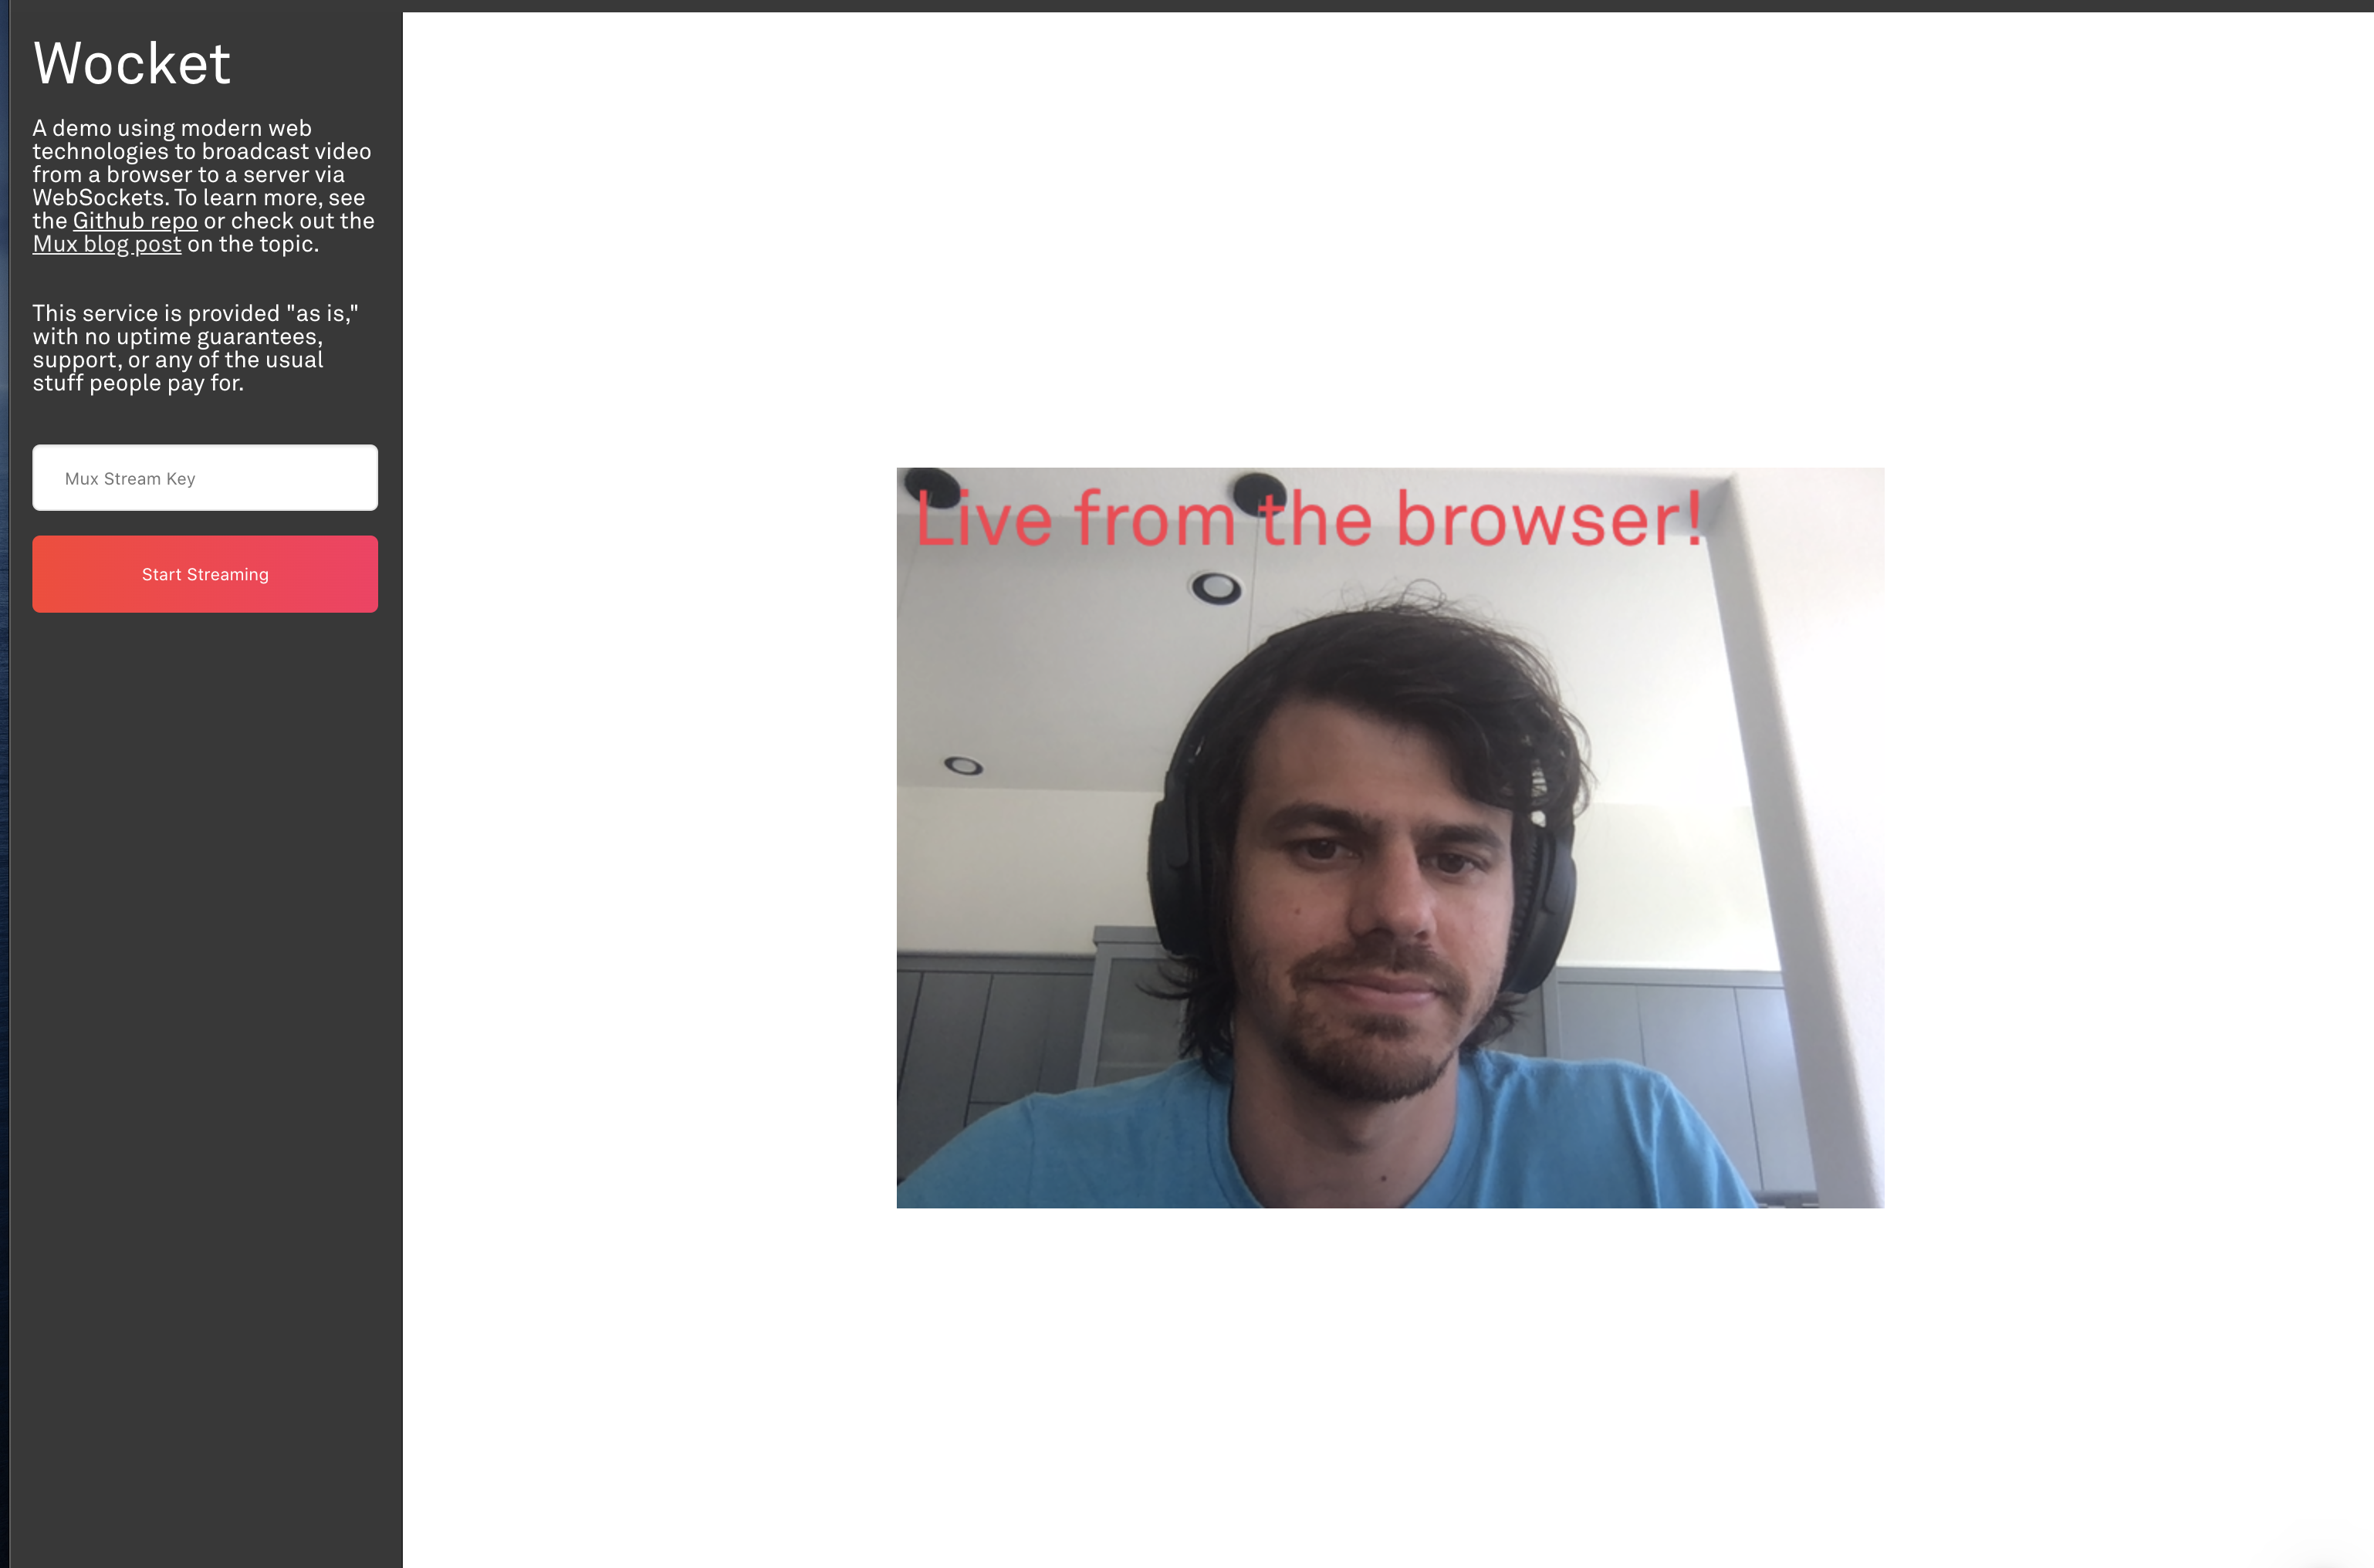 Wocket
A demo using modern web
technologies to broadcast video
from a browser to a server via
WebSockets. To learn more, see
the Github repo or check out the
Mux blog post on the topic.
This service is provided "as is,"
with no uptime guarantees,
support, or any of the usual
stuff people pay for.
Mux Stream Key
Start Streaming
Live from the browser!